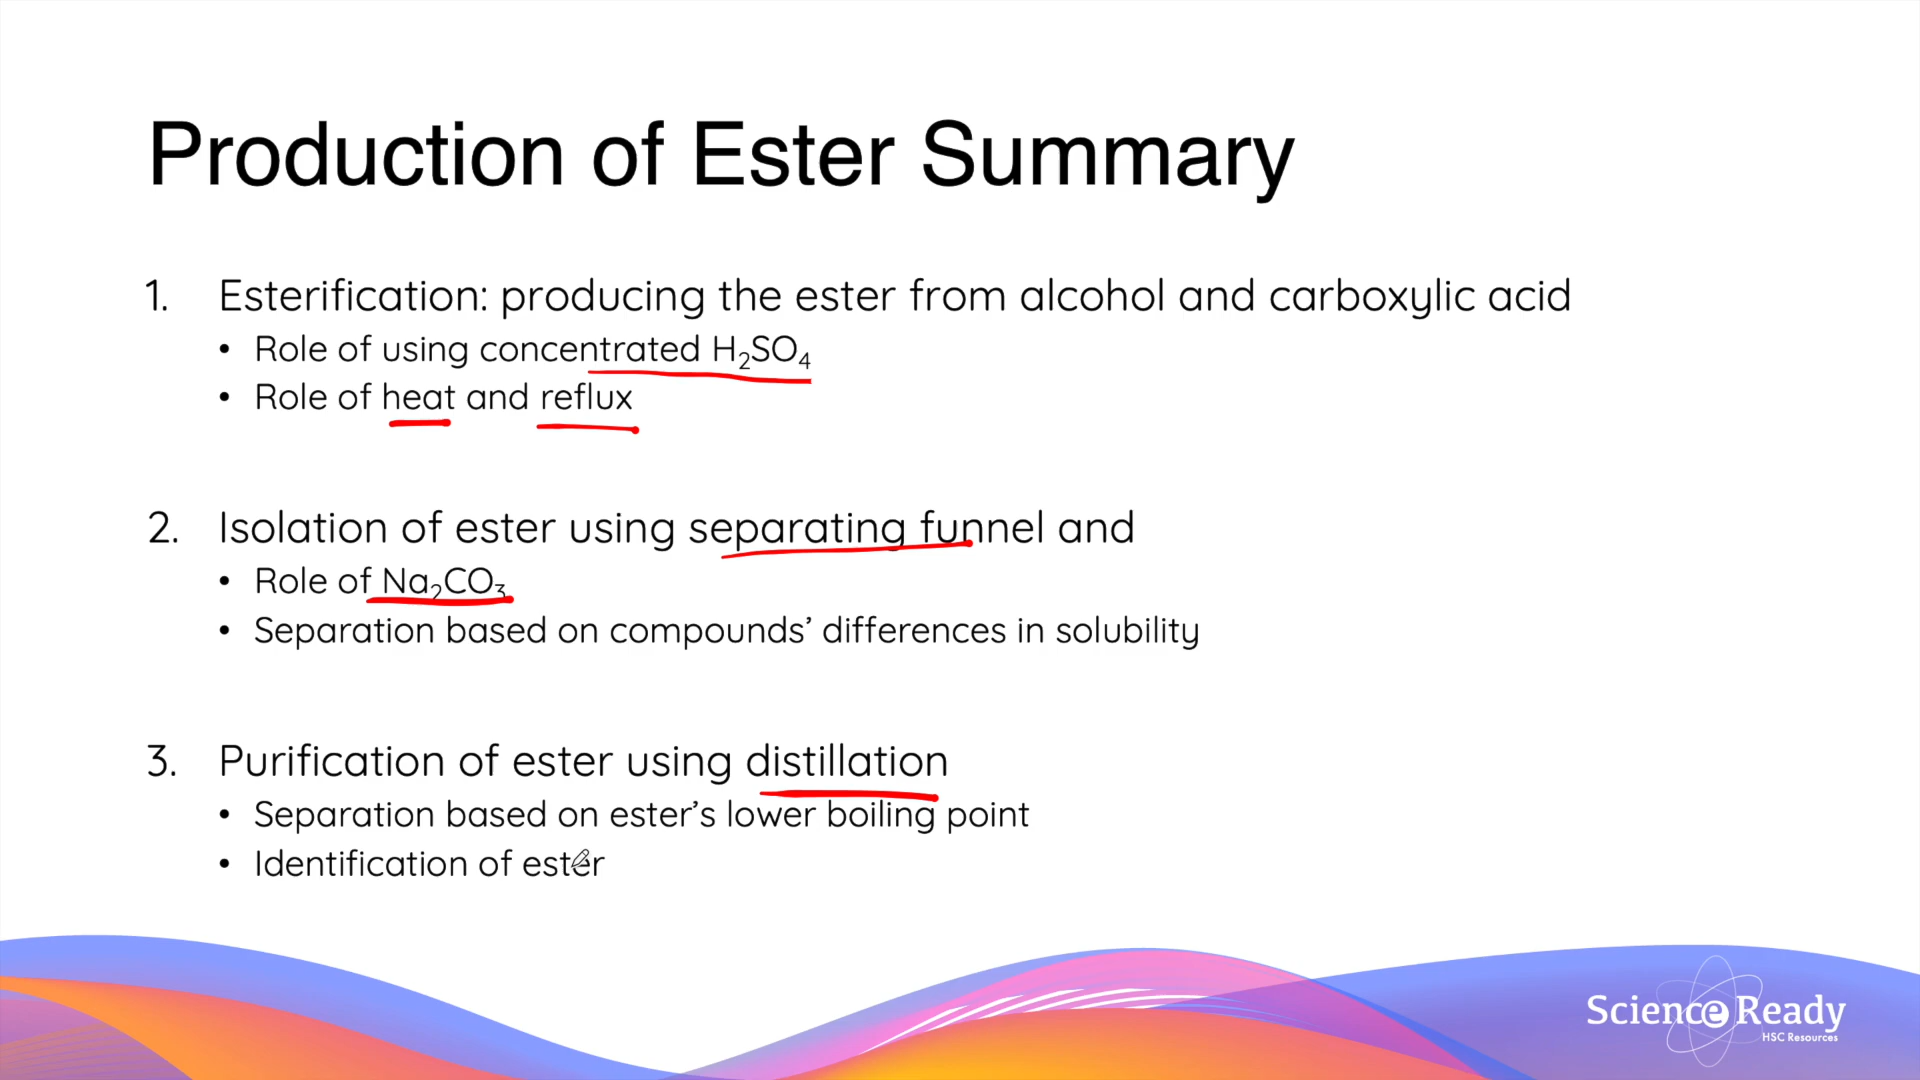 Production of Ester Summary
1. Esterification: producing the ester from alcohol and carboxylic acid
• Role of using concentrated H₂SO₄
• Role of heat and reflux
2. Isolation of ester using separating funnel and
• Role of Na₂CO₃
• Separation based on compounds’ differences in solubility
3. Purification of ester using distillation
• Separation based on ester’s lower boiling point
• Identification of ester
Science Ready
HSC Resources